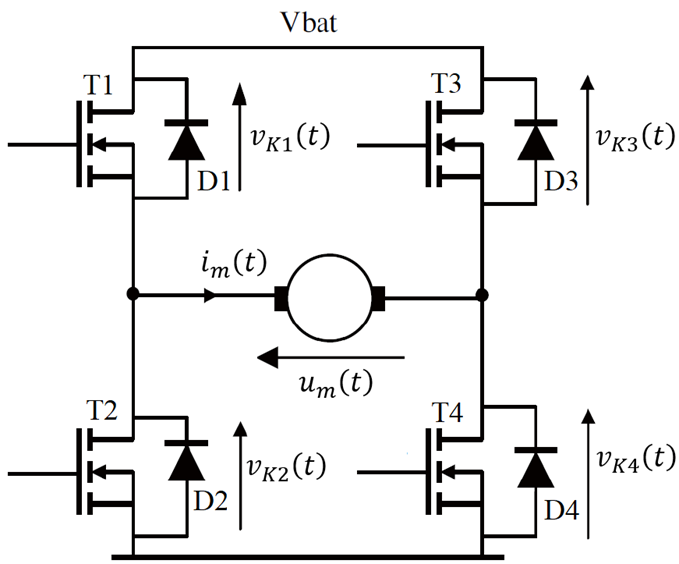 Vbat
T1
D1
v_{K1}(t)
T3
D3
v_{K3}(t)
i_m(t)
u_m(t)
T2
D2
v_{K2}(t)
T4
D4
v_{K4}(t)